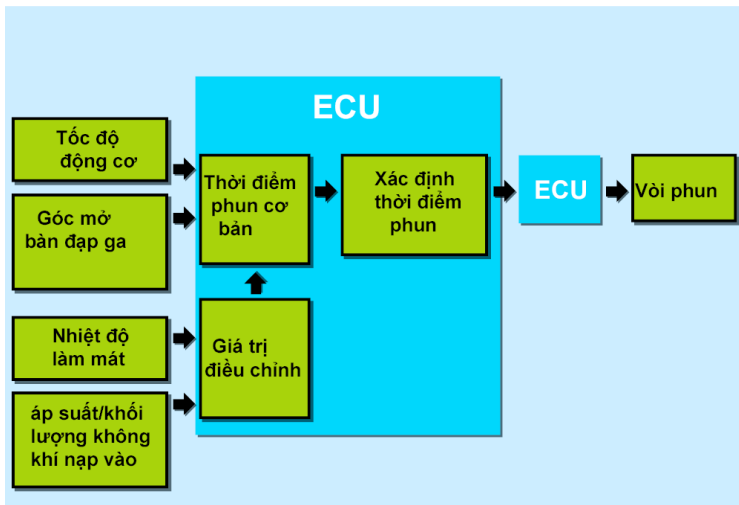 ECU
Tốc độ
động cơ
Góc mở
bàn đạp ga
Thời điểm
phun cơ
bản
Xác định
thời điểm
phun
ECU
Vòi phun
Nhiệt độ
làm mát
Giá trị
điều chỉnh
áp suất/khối
lượng không
khí nạp vào